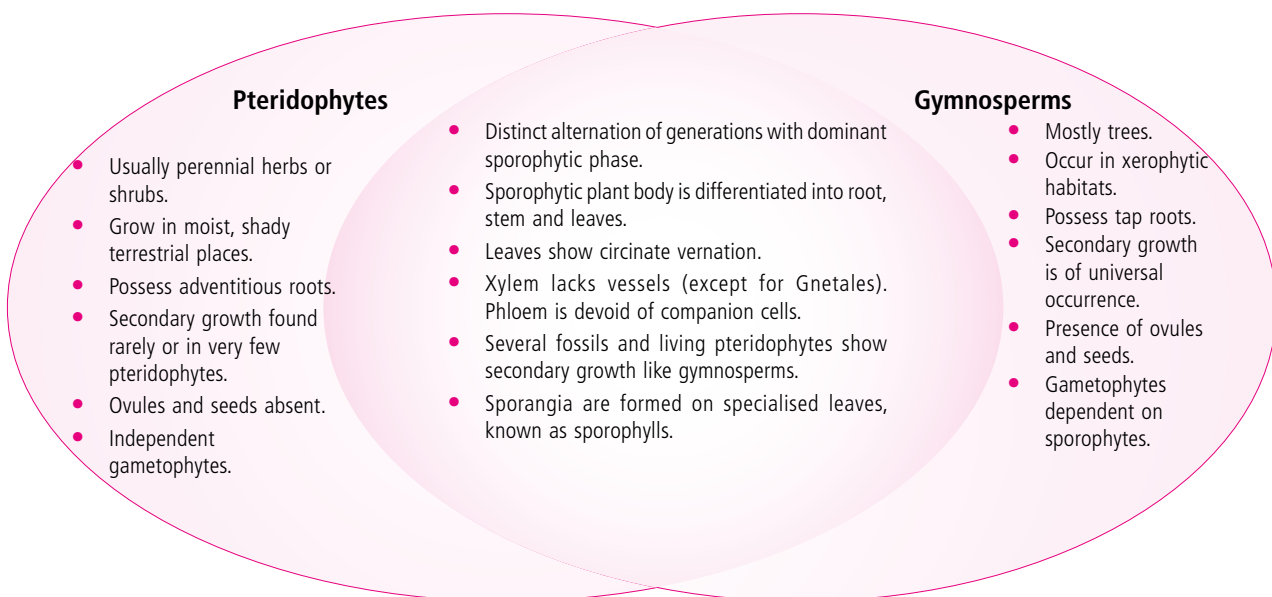 Pteridophytes
• Usually perennial herbs or
shrubs.
• Grow in moist, shady
terrestrial places.
• Possess adventitious roots.
• Secondary growth found
rarely or in very few
pteridophytes.
• Ovules and seeds absent.
• Independent
gametophytes.
• Distinct alternation of generations with dominant
sporophytic phase.
• Sporophytic plant body is differentiated into root,
stem and leaves.
• Leaves show circinate vernation.
• Xylem lacks vessels (except for Gnetales).
Phloem is devoid of companion cells.
• Several fossils and living pteridophytes show
secondary growth like gymnosperms.
• Sporangia are formed on specialised leaves,
known as sporophylls.
Gymnosperms
• Mostly trees.
• Occur in xerophytic
habitats.
• Possess tap roots.
• Secondary growth
is of universal
occurrence.
• Presence of ovules
and seeds.
• Gametophytes
dependent on
sporophytes.